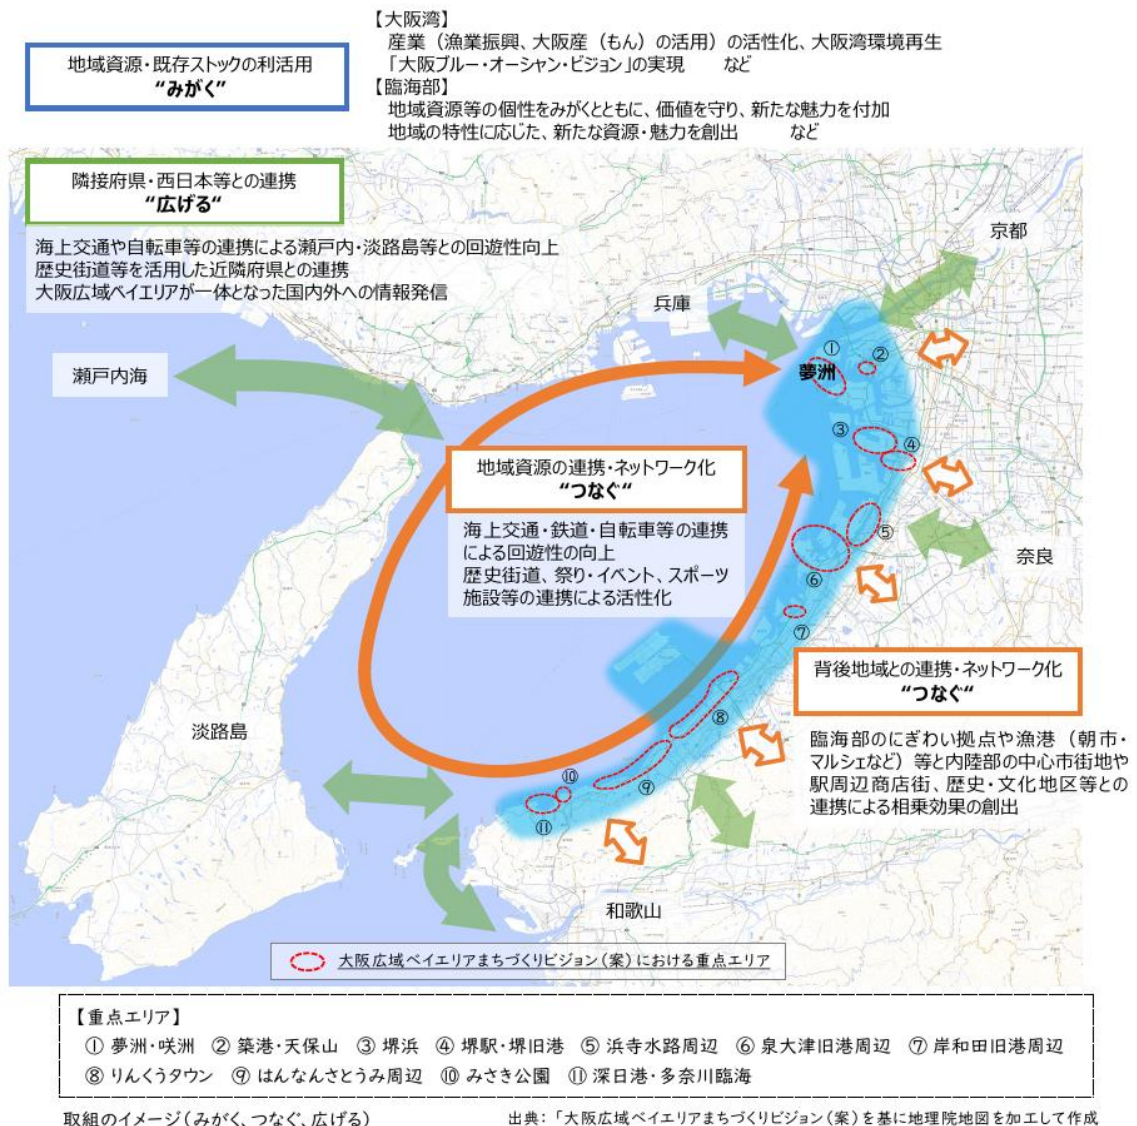 地域資源・既存ストックの利活用
“みがく”
【大阪湾】
産業（漁業振興、大阪産（もん）の活用）の活性化、大阪湾環境再生
「大阪ブルー・オーシャン・ビジョン」の実現　　など
【臨海部】
地域資源等の個性をみがくとともに、価値を守り、新たな魅力を付加
地域の特性に応じた、新たな資源・魅力を創出　　　など
隣接府県・西日本等との連携
“広げる“
海上交通や自転車等の連携による瀬戸内・淡路島等との回遊性向上
歴史街道等を活用した近隣府県との連携
大阪広域ベイエリアが一体となった国内外への情報発信
京都
兵庫
瀬戸内海
①
夢洲
②
③
④
地域資源の連携・ネットワーク化
“つなぐ“
海上交通・鉄道・自転車等の連携
による回遊性の向上
歴史街道、祭り・イベント、スポーツ
施設等の連携による活性化
⑤
奈良
⑥
⑦
背後地域との連携・ネットワーク化
“つなぐ“
臨海部のにぎわい拠点や漁港（朝市・
マルシェなど）等と内陸部の中心市街地や
駅周辺商店街、歴史・文化地区等との
連携による相乗効果の創出
淡路島
⑧
⑨
⑩
⑪
和歌山
大阪広域ベイエリアまちづくりビジョン（案）における重点エリア
【重点エリア】
① 夢洲・咲洲　② 築港・天保山　③ 堺浜　④ 堺駅・堺旧港　⑤ 浜寺水路周辺　⑥ 泉大津旧港周辺　⑦ 岸和田旧港周辺
⑧ りんくうタウン　⑨ はんなんさとうみ周辺　⑩ みさき公園　⑪ 深日港・多奈川臨海
取組のイメージ（みがく、つなぐ、広げる）
出典：「大阪広域ベイエリアまちづくりビジョン（案）を基に地理院地図を加工して作成